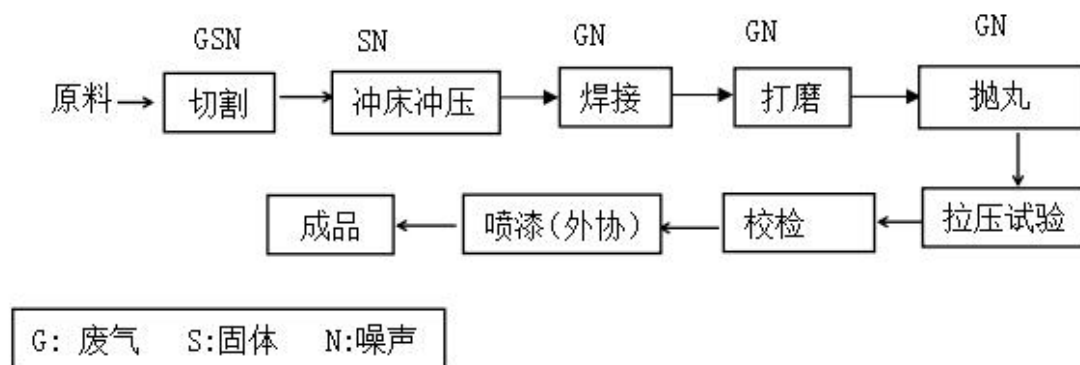 GSN SN GN GN GN
原料 切割 冲床冲压 焊接 打磨 抛丸
成品 喷漆(外协) 校检 拉压试验
G: 废气 S:固体 N:噪声